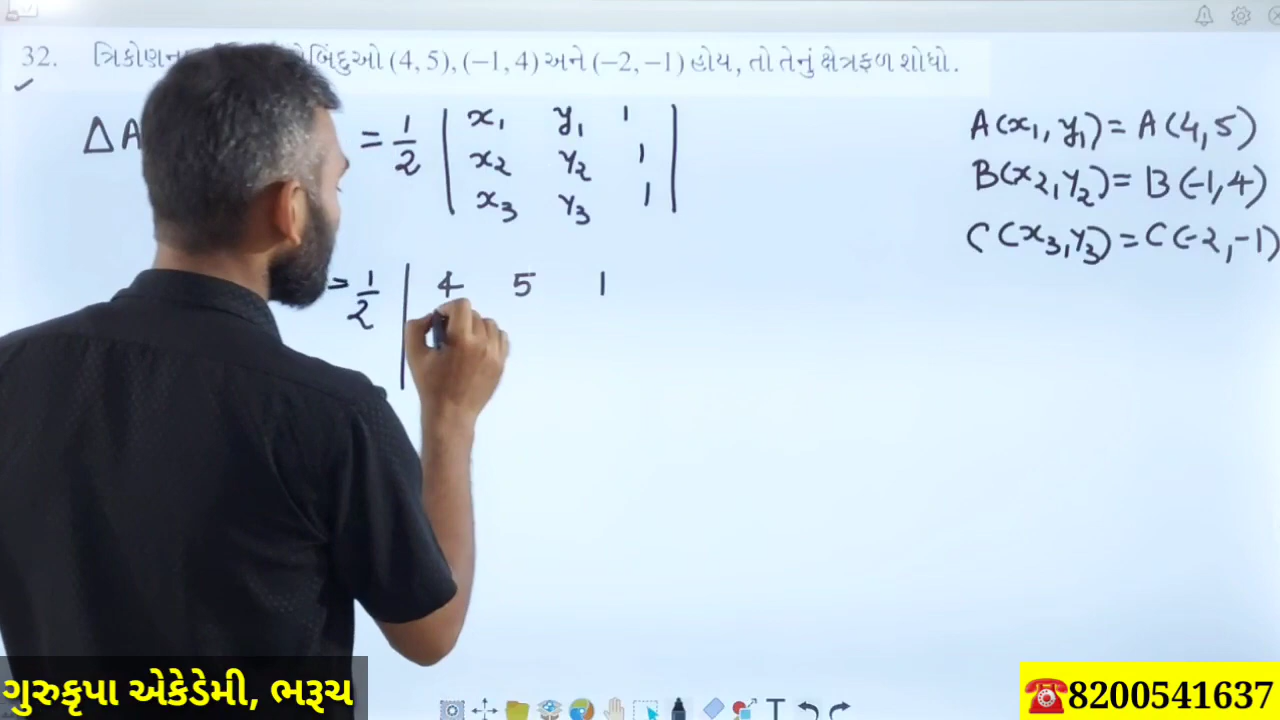 32. બિંદુઓ (4, 5), (−1, 4) અને (−2, −1) હોય, તો તેનું ક્ષેત્રફળ શોધો.
Δ A = 1/2 | x₁ y₁ 1
x₂ y₂ 1
x₃ y₃ 1 |
A(x₁, y₁) = A(4, 5)
B(x₂, y₂) = B(-1, 4)
C(x₃, y₃) = C(-2, -1)
= 1/2 | 4 5 1
ગુરુકૃપા એકેડેમી, ભરૂચ
☎8200541637